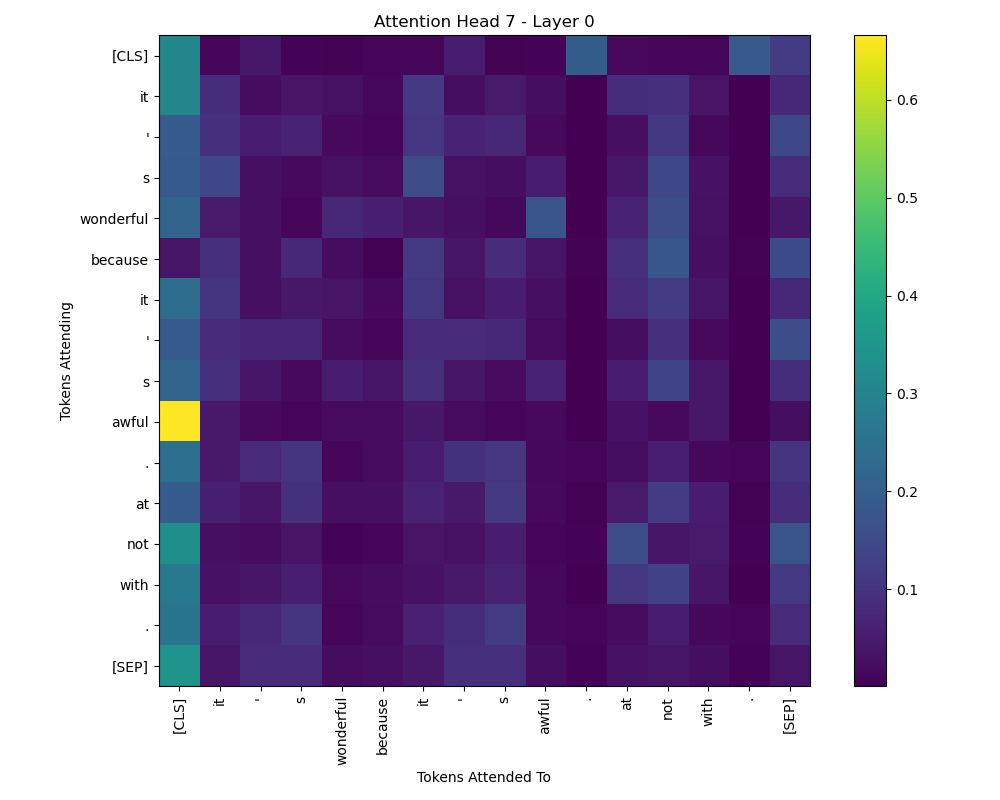 Attention Head 7 - Layer 0
Tokens Attending
[CLS]
it
'
s
wonderful
because
it
'
s
awful
.
at
not
with
.
[SEP]
[CLS]
it
'
s
wonderful
because
it
'
s
awful
.
at
not
with
.
[SEP]
Tokens Attended To
0.6
0.5
0.4
0.3
0.2
0.1